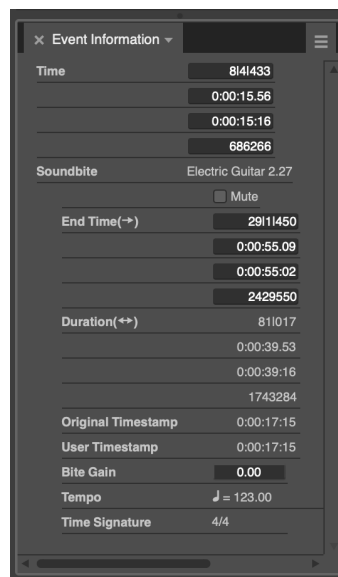 × Event Information
Time 8|4|433
0:00:15.56
0:00:15:16
686266
Soundbite Electric Guitar 2.27
Mute
End Time(→) 29|1|450
0:00:55.09
0:00:55:02
2429550
Duration(↔) 81|017
0:00:39.53
0:00:39:16
1743284
Original Timestamp 0:00:17:15
User Timestamp 0:00:17:15
Bite Gain 0.00
Tempo ♩ = 123.00
Time Signature 4/4